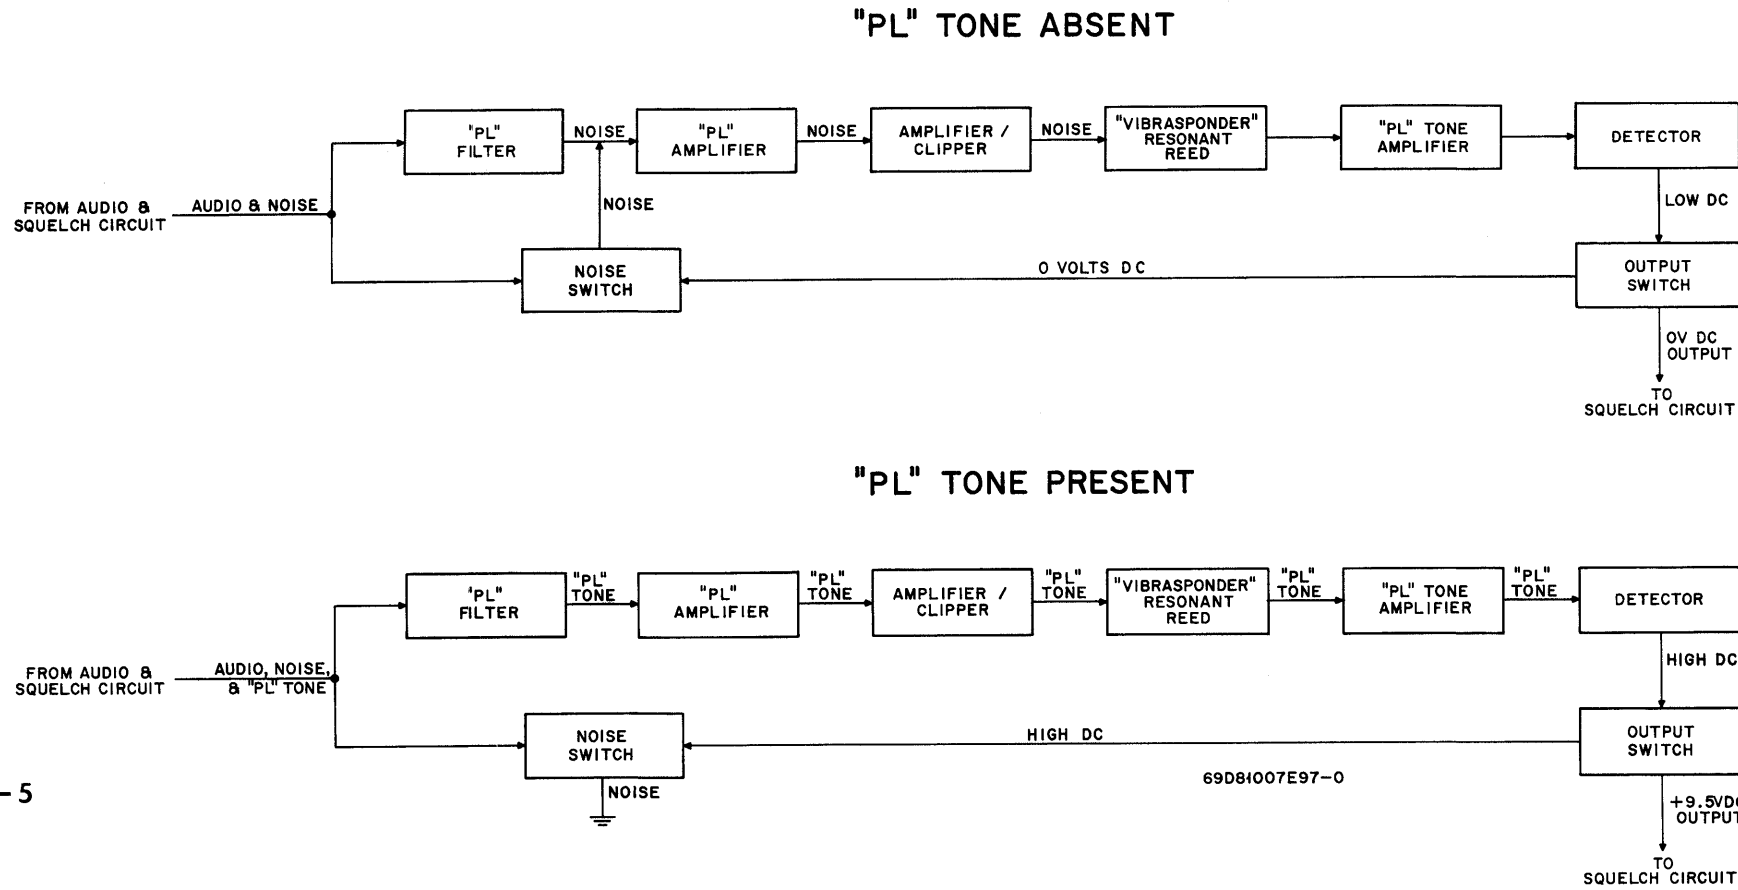 "PL" TONE ABSENT
"PL"
FILTER
NOISE
"PL"
AMPLIFIER
NOISE
AMPLIFIER /
CLIPPER
NOISE
"VIBRASPONDER"
RESONANT
REED
"PL" TONE
AMPLIFIER
DETECTOR
FROM AUDIO &
SQUELCH CIRCUIT
AUDIO & NOISE
NOISE
LOW DC
NOISE
SWITCH
0 VOLTS DC
OUTPUT
SWITCH
0V DC
OUTPUT
TO
SQUELCH CIRCUIT
"PL" TONE PRESENT
"PL"
FILTER
"PL"
TONE
"PL"
AMPLIFIER
"PL"
TONE
AMPLIFIER /
CLIPPER
"PL"
TONE
"VIBRASPONDER"
RESONANT
REED
"PL"
TONE
"PL" TONE
AMPLIFIER
"PL"
TONE
DETECTOR
FROM AUDIO &
SQUELCH CIRCUIT
AUDIO, NOISE,
& "PL" TONE
HIGH DC
NOISE
SWITCH
HIGH DC
OUTPUT
SWITCH
NOISE
69D81007E97-0
+9.5VDC
OUTPUT
TO
SQUELCH CIRCUIT
-5